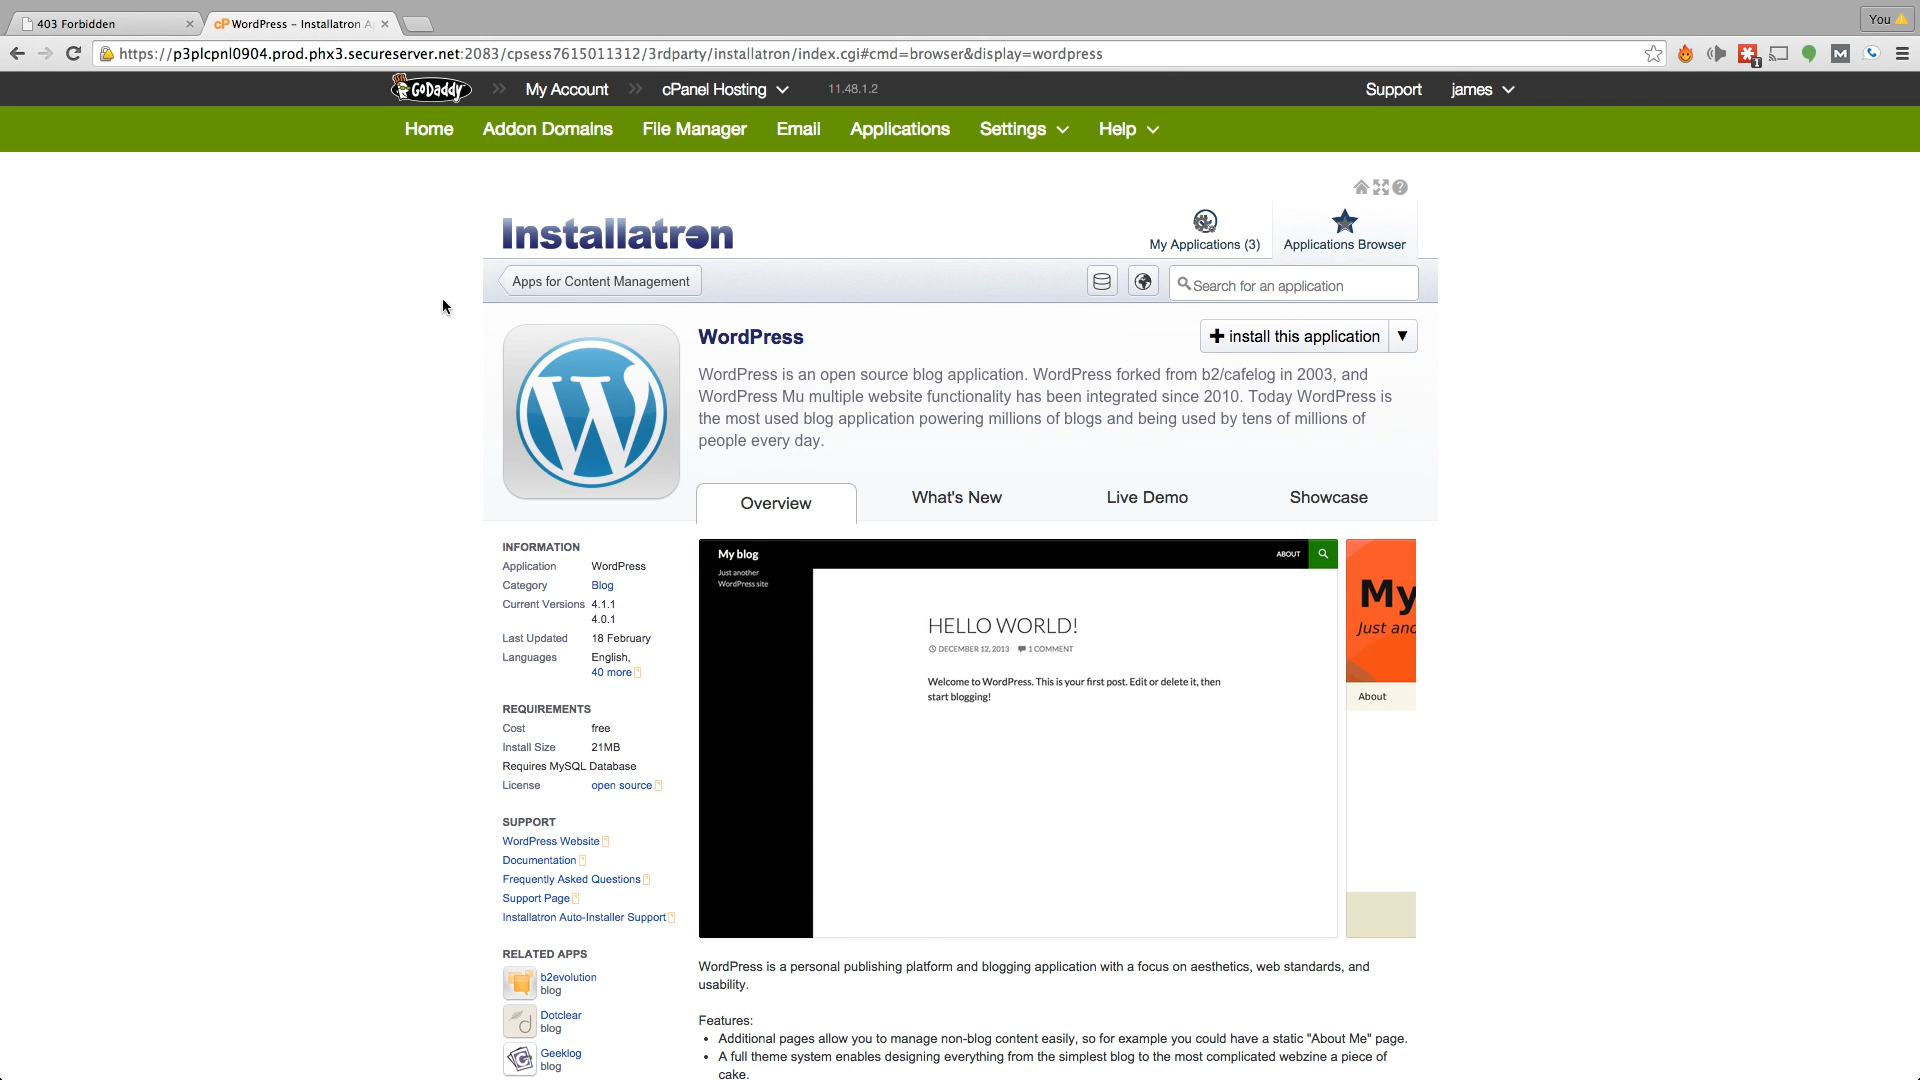 403 Forbidden
WordPress – Installatron A
You
https://p3plcpnl0904.prod.phx3.secureserver.net:2083/cpsess7615011312/3rdparty/installatron/index.cgi#cmd=browser&display=wordpress
GoDaddy
My Account
cPanel Hosting
11.48.1.2
Support
james
Home
Addon Domains
File Manager
Email
Applications
Settings
Help
Installatron
My Applications (3)
Applications Browser
Apps for Content Management
Search for an application
WordPress
install this application
WordPress is an open source blog application. WordPress forked from b2/cafelog in 2003, and
WordPress Mu multiple website functionality has been integrated since 2010. Today WordPress is
the most used blog application powering millions of blogs and being used by tens of millions of
people every day.
Overview
What's New
Live Demo
Showcase
INFORMATION
Application WordPress
Category Blog
Current Versions 4.1.1
4.0.1
Last Updated 18 February
Languages English,
40 more
REQUIREMENTS
Cost free
Install Size 21MB
Requires MySQL Database
License open source
SUPPORT
WordPress Website
Documentation
Frequently Asked Questions
Support Page
Installatron Auto-Installer Support
RELATED APPS
b2evolution
blog
Dotclear
blog
Geeklog
blog
My blog
Just another
WordPress site
ABOUT
HELLO WORLD!
DECEMBER 12, 2013 1 COMMENT
Welcome to WordPress. This is your first post. Edit or delete it, then
start blogging!
My
Just ano
About
WordPress is a personal publishing platform and blogging application with a focus on aesthetics, web standards, and
usability.
Features:
• Additional pages allow you to manage non-blog content easily, so for example you could have a static "About Me" page.
• A full theme system enables designing everything from the simplest blog to the most complicated webzine a piece of
cake.